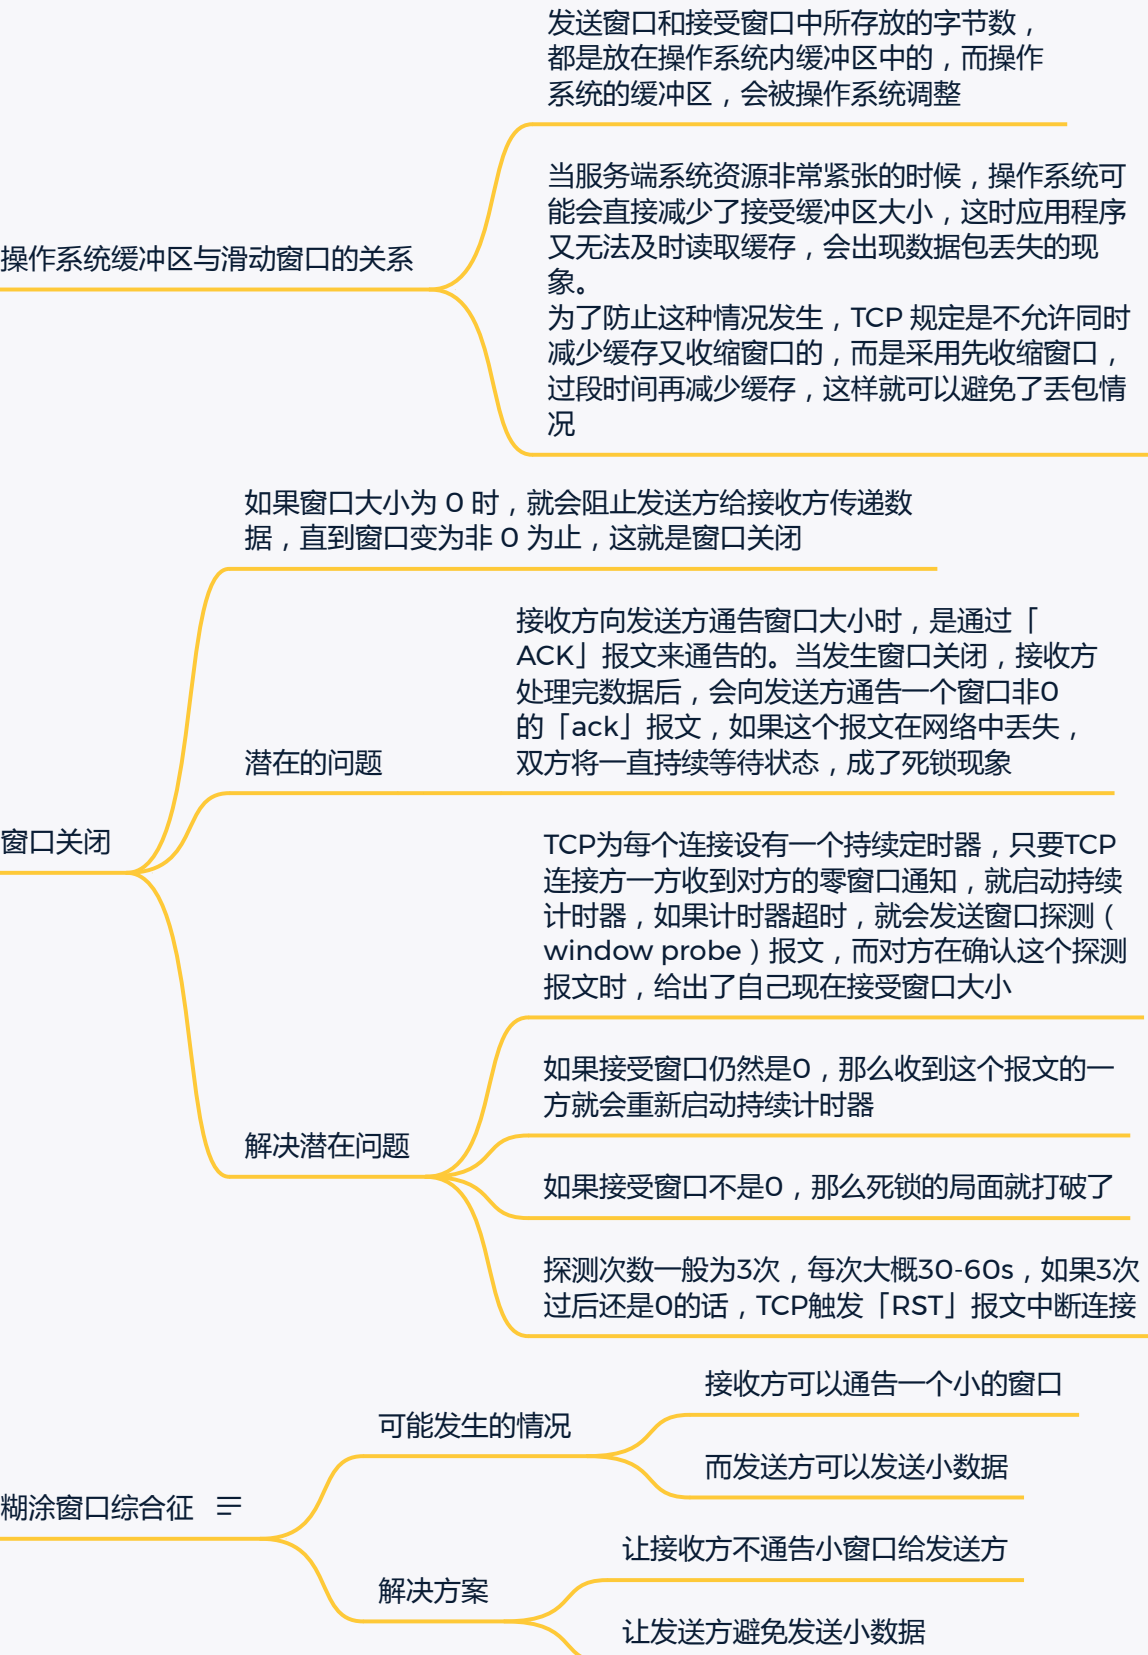 发送窗口和接受窗口中所存放的字节数，
都是放在操作系统内缓冲区中的，而操作
系统的缓冲区，会被操作系统调整
操作系统缓冲区与滑动窗口的关系
当服务端系统资源非常紧张的时候，操作系统可
能会直接减少了接受缓冲区大小，这时应用程序
又无法及时读取缓存，会出现数据包丢失的现
象。
为了防止这种情况发生，TCP 规定是不允许同时
减少缓存又收缩窗口的，而是采用先收缩窗口，
过段时间再减少缓存，这样就可以避免了丢包情
况
窗口关闭
如果窗口大小为 0 时，就会阻止发送方给接收方传递数
据，直到窗口变为非 0 为止，这就是窗口关闭
潜在的问题
接收方向发送方通告窗口大小时，是通过「
ACK」报文来通告的。当发生窗口关闭，接收方
处理完数据后，会向发送方通告一个窗口非0
的「ack」报文，如果这个报文在网络中丢失，
双方将一直持续等待状态，成了死锁现象
解决潜在问题
TCP为每个连接设有一个持续定时器，只要TCP
连接方一方收到对方的零窗口通知，就启动持续
计时器，如果计时器超时，就会发送窗口探测（
window probe）报文，而对方在确认这个探测
报文时，给出了自己现在接受窗口大小
如果接受窗口仍然是0，那么收到这个报文的一
方就会重新启动持续计时器
如果接受窗口不是0，那么死锁的局面就打破了
探测次数一般为3次，每次大概30-60s，如果3次
过后还是0的话，TCP触发「RST」报文中断连接
糊涂窗口综合征
可能发生的情况
接收方可以通告一个小的窗口
而发送方可以发送小数据
解决方案
让接收方不通告小窗口给发送方
让发送方避免发送小数据